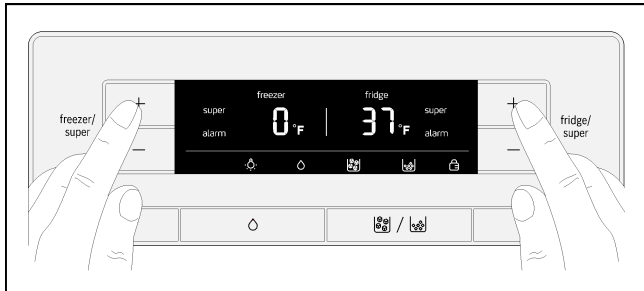 freezer fridge
super 0°F 37°F super
alarm alarm
freezer/
super
fridge/
super
+ +
− −
/